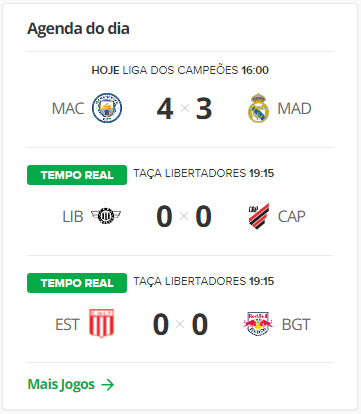 Agenda do dia
HOJE LIGA DOS CAMPEÕES 16:00
MAC 4 × 3 MAD
TEMPO REAL TAÇA LIBERTADORES 19:15
LIB 0 × 0 CAP
TEMPO REAL TAÇA LIBERTADORES 19:15
EST 0 × 0 BGT
Mais Jogos →